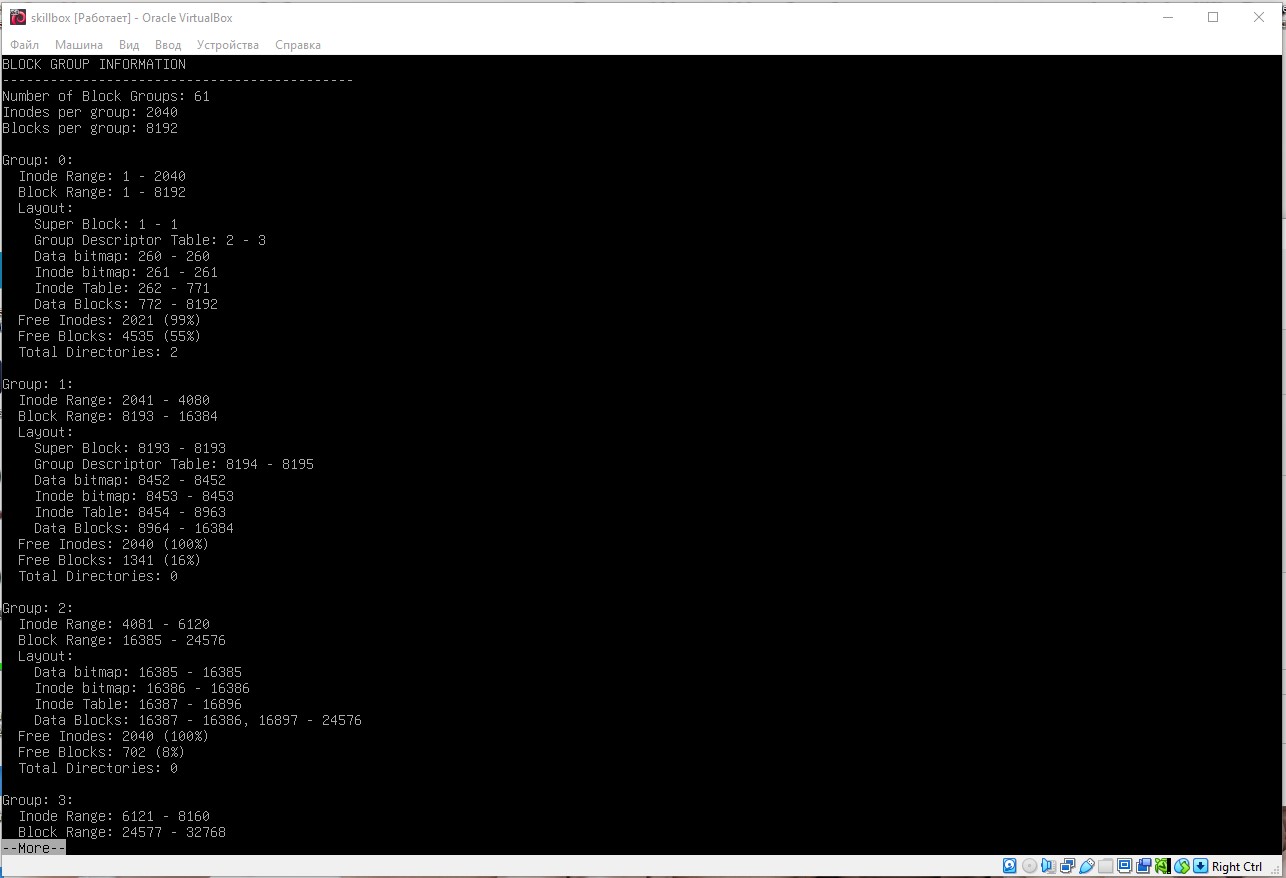 skillbox [Работает] - Oracle VirtualBox
Файл Машина Вид Ввод Устройства Справка
BLOCK GROUP INFORMATION
--------------------------------------------
Number of Block Groups: 61
Inodes per group: 2040
Blocks per group: 8192
Group: 0:
Inode Range: 1 - 2040
Block Range: 1 - 8192
Layout:
Super Block: 1 - 1
Group Descriptor Table: 2 - 3
Data bitmap: 260 - 260
Inode bitmap: 261 - 261
Inode Table: 262 - 771
Data Blocks: 772 - 8192
Free Inodes: 2021 (99%)
Free Blocks: 4535 (55%)
Total Directories: 2
Group: 1:
Inode Range: 2041 - 4080
Block Range: 8193 - 16384
Layout:
Super Block: 8193 - 8193
Group Descriptor Table: 8194 - 8195
Data bitmap: 8452 - 8452
Inode bitmap: 8453 - 8453
Inode Table: 8454 - 8963
Data Blocks: 8964 - 16384
Free Inodes: 2040 (100%)
Free Blocks: 1341 (16%)
Total Directories: 0
Group: 2:
Inode Range: 4081 - 6120
Block Range: 16385 - 24576
Layout:
Data bitmap: 16385 - 16385
Inode bitmap: 16386 - 16386
Inode Table: 16387 - 16896
Data Blocks: 16387 - 16386, 16897 - 24576
Free Inodes: 2040 (100%)
Free Blocks: 702 (8%)
Total Directories: 0
Group: 3:
Inode Range: 6121 - 8160
Block Range: 24577 - 32768
--More--
Right Ctrl